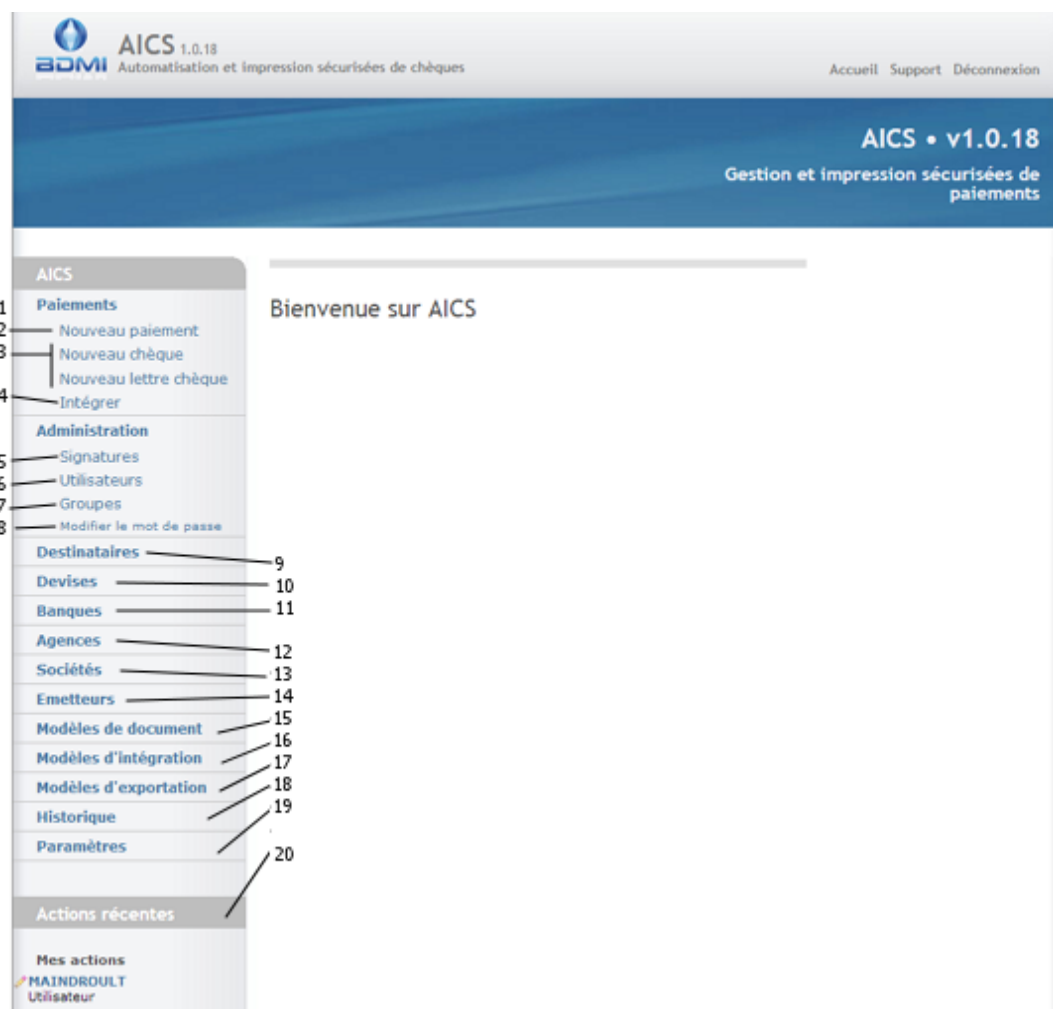 BDMI
AICS 1.0.18
Automatisation et impression sécurisées de chèques
Accueil Support Déconnexion
AICS • v1.0.18
Gestion et impression sécurisées de
paiements
AICS
Bienvenue sur AICS
1 Paiements
2 Nouveau paiement
3 Nouveau chèque
Nouveau lettre chèque
4 Intégrer
Administration
5 Signatures
6 Utilisateurs
7 Groupes
8 Modifier le mot de passe
Destinataires 9
Devises 10
Banques 11
Agences 12
Sociétés 13
Emetteurs 14
Modèles de document 15
Modèles d'intégration 16
Modèles d'exportation 17
Historique 18
Paramètres 19
Actions récentes 20
Mes actions
MAINDROULT
Utilisateur